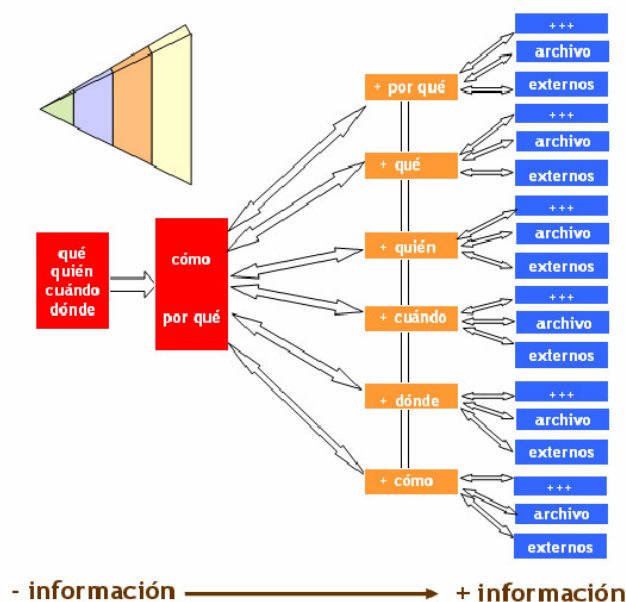 qué
quién
cuándo
dónde
cómo
por qué
+ por qué
+++
archivo
externos
+ qué
+++
archivo
externos
+ quién
+++
archivo
externos
+ cuándo
+++
archivo
externos
+ dónde
+++
archivo
externos
+ cómo
+++
archivo
externos
- información
+ información